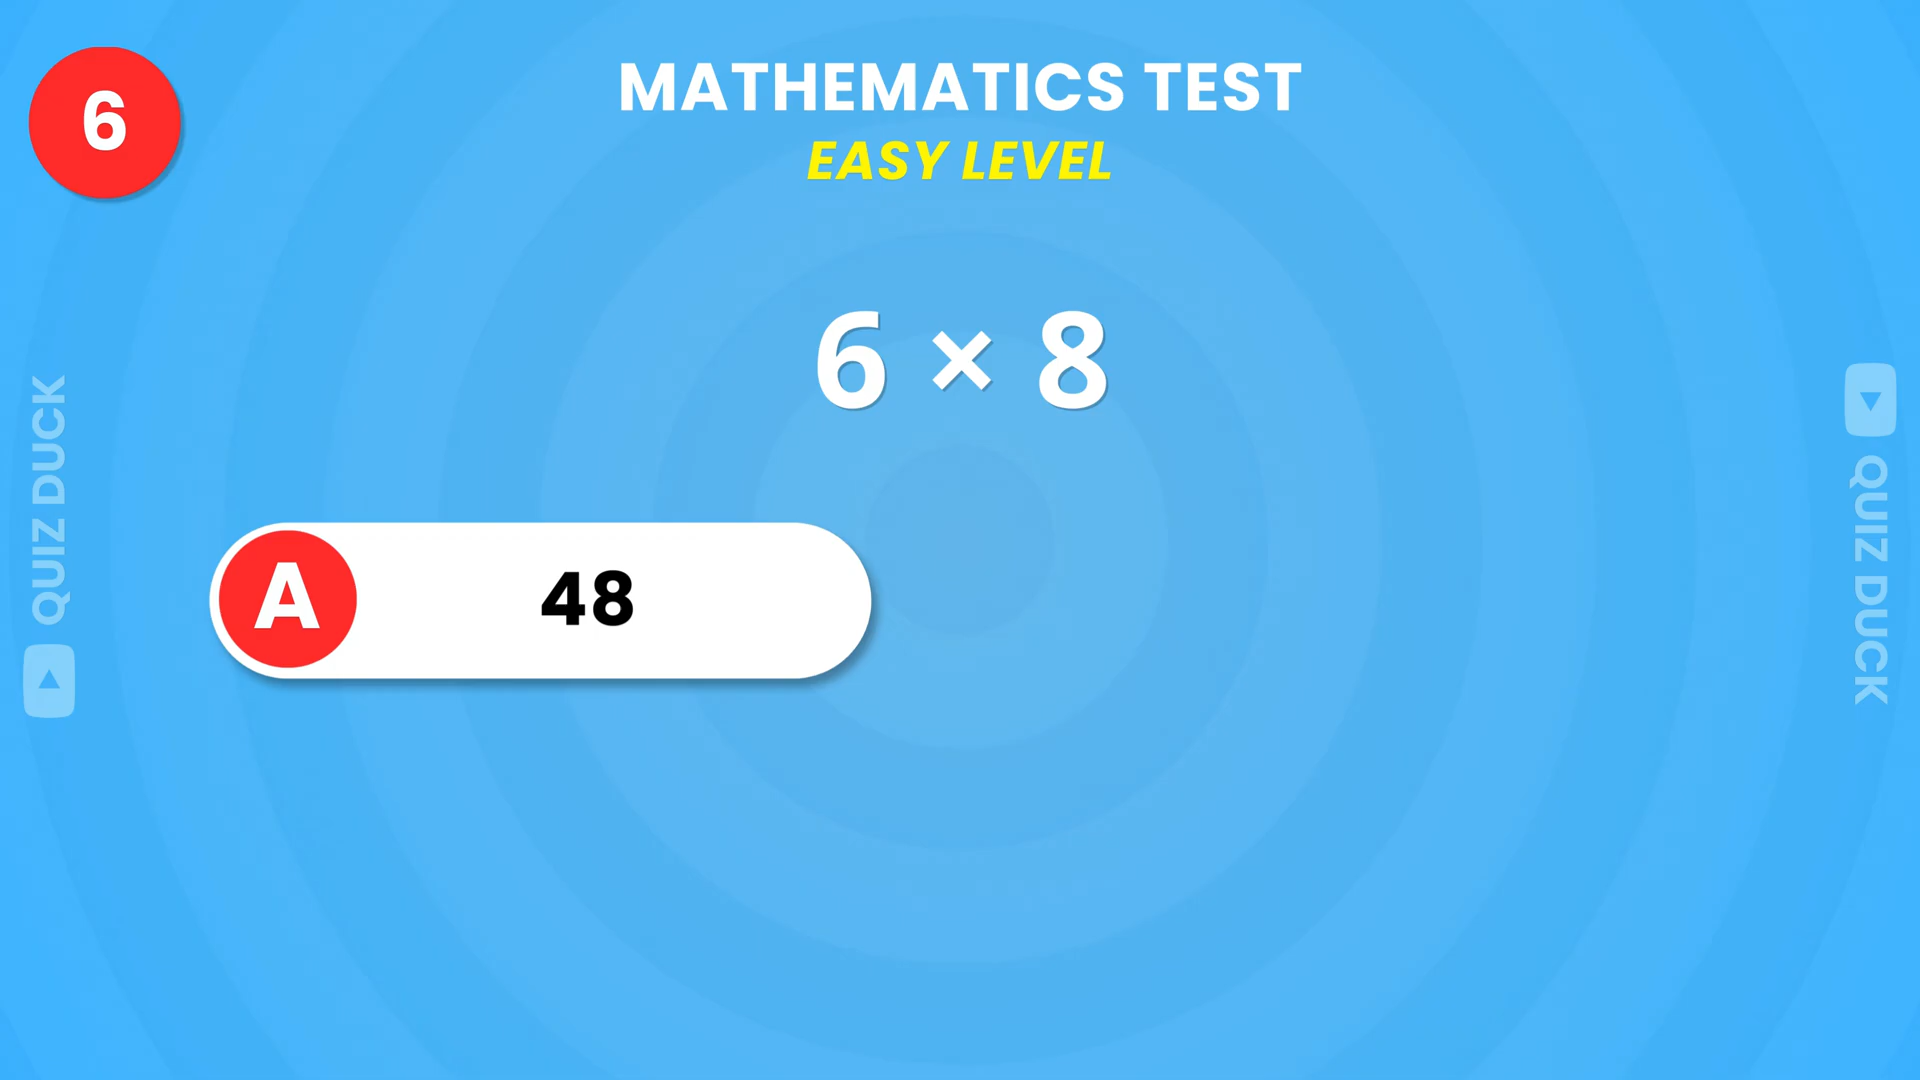 6
MATHEMATICS TEST
EASY LEVEL
6 × 8
A 48
QUIZ DUCK
QUIZ DUCK